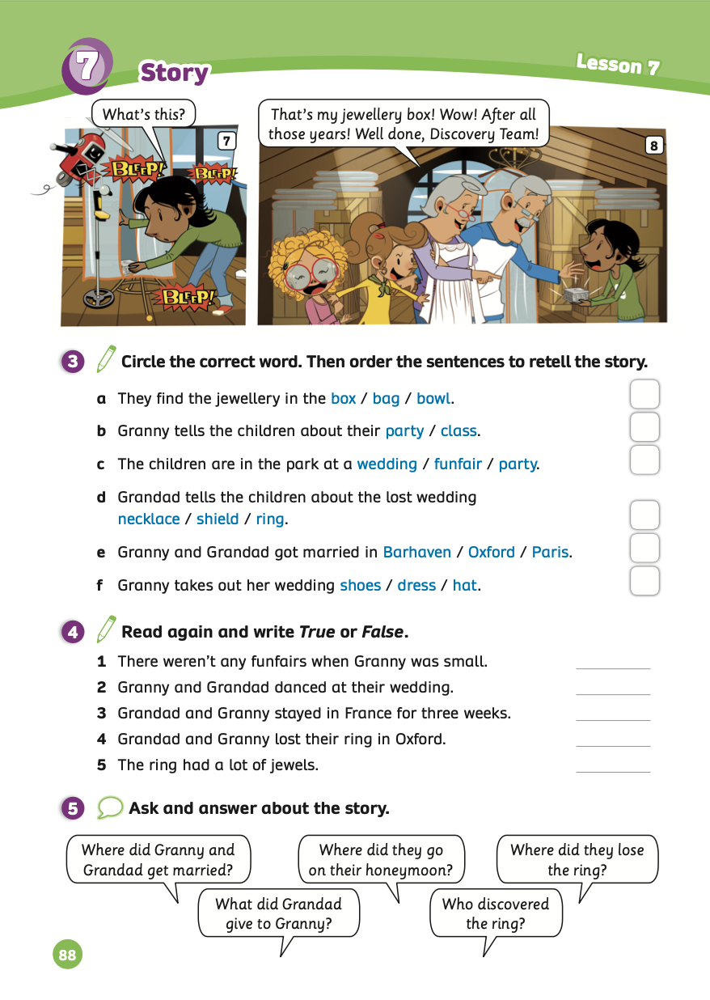 7
Story
Lesson 7
What's this?
7
BLEEP!
BLEEP!
BLEEP!
That's my jewellery box! Wow! After all
those years! Well done, Discovery Team!
8
3 Circle the correct word. Then order the sentences to retell the story.
a They find the jewellery in the box / bag / bowl.
b Granny tells the children about their party / class.
c The children are in the park at a wedding / funfair / party.
d Grandad tells the children about the lost wedding
necklace / shield / ring.
e Granny and Grandad got married in Barhaven / Oxford / Paris.
f Granny takes out her wedding shoes / dress / hat.
4 Read again and write True or False.
1 There weren't any funfairs when Granny was small.
2 Granny and Grandad danced at their wedding.
3 Grandad and Granny stayed in France for three weeks.
4 Grandad and Granny lost their ring in Oxford.
5 The ring had a lot of jewels.
5 Ask and answer about the story.
Where did Granny and
Grandad get married?
What did Grandad
give to Granny?
Where did they go
on their honeymoon?
Who discovered
the ring?
Where did they lose
the ring?
88